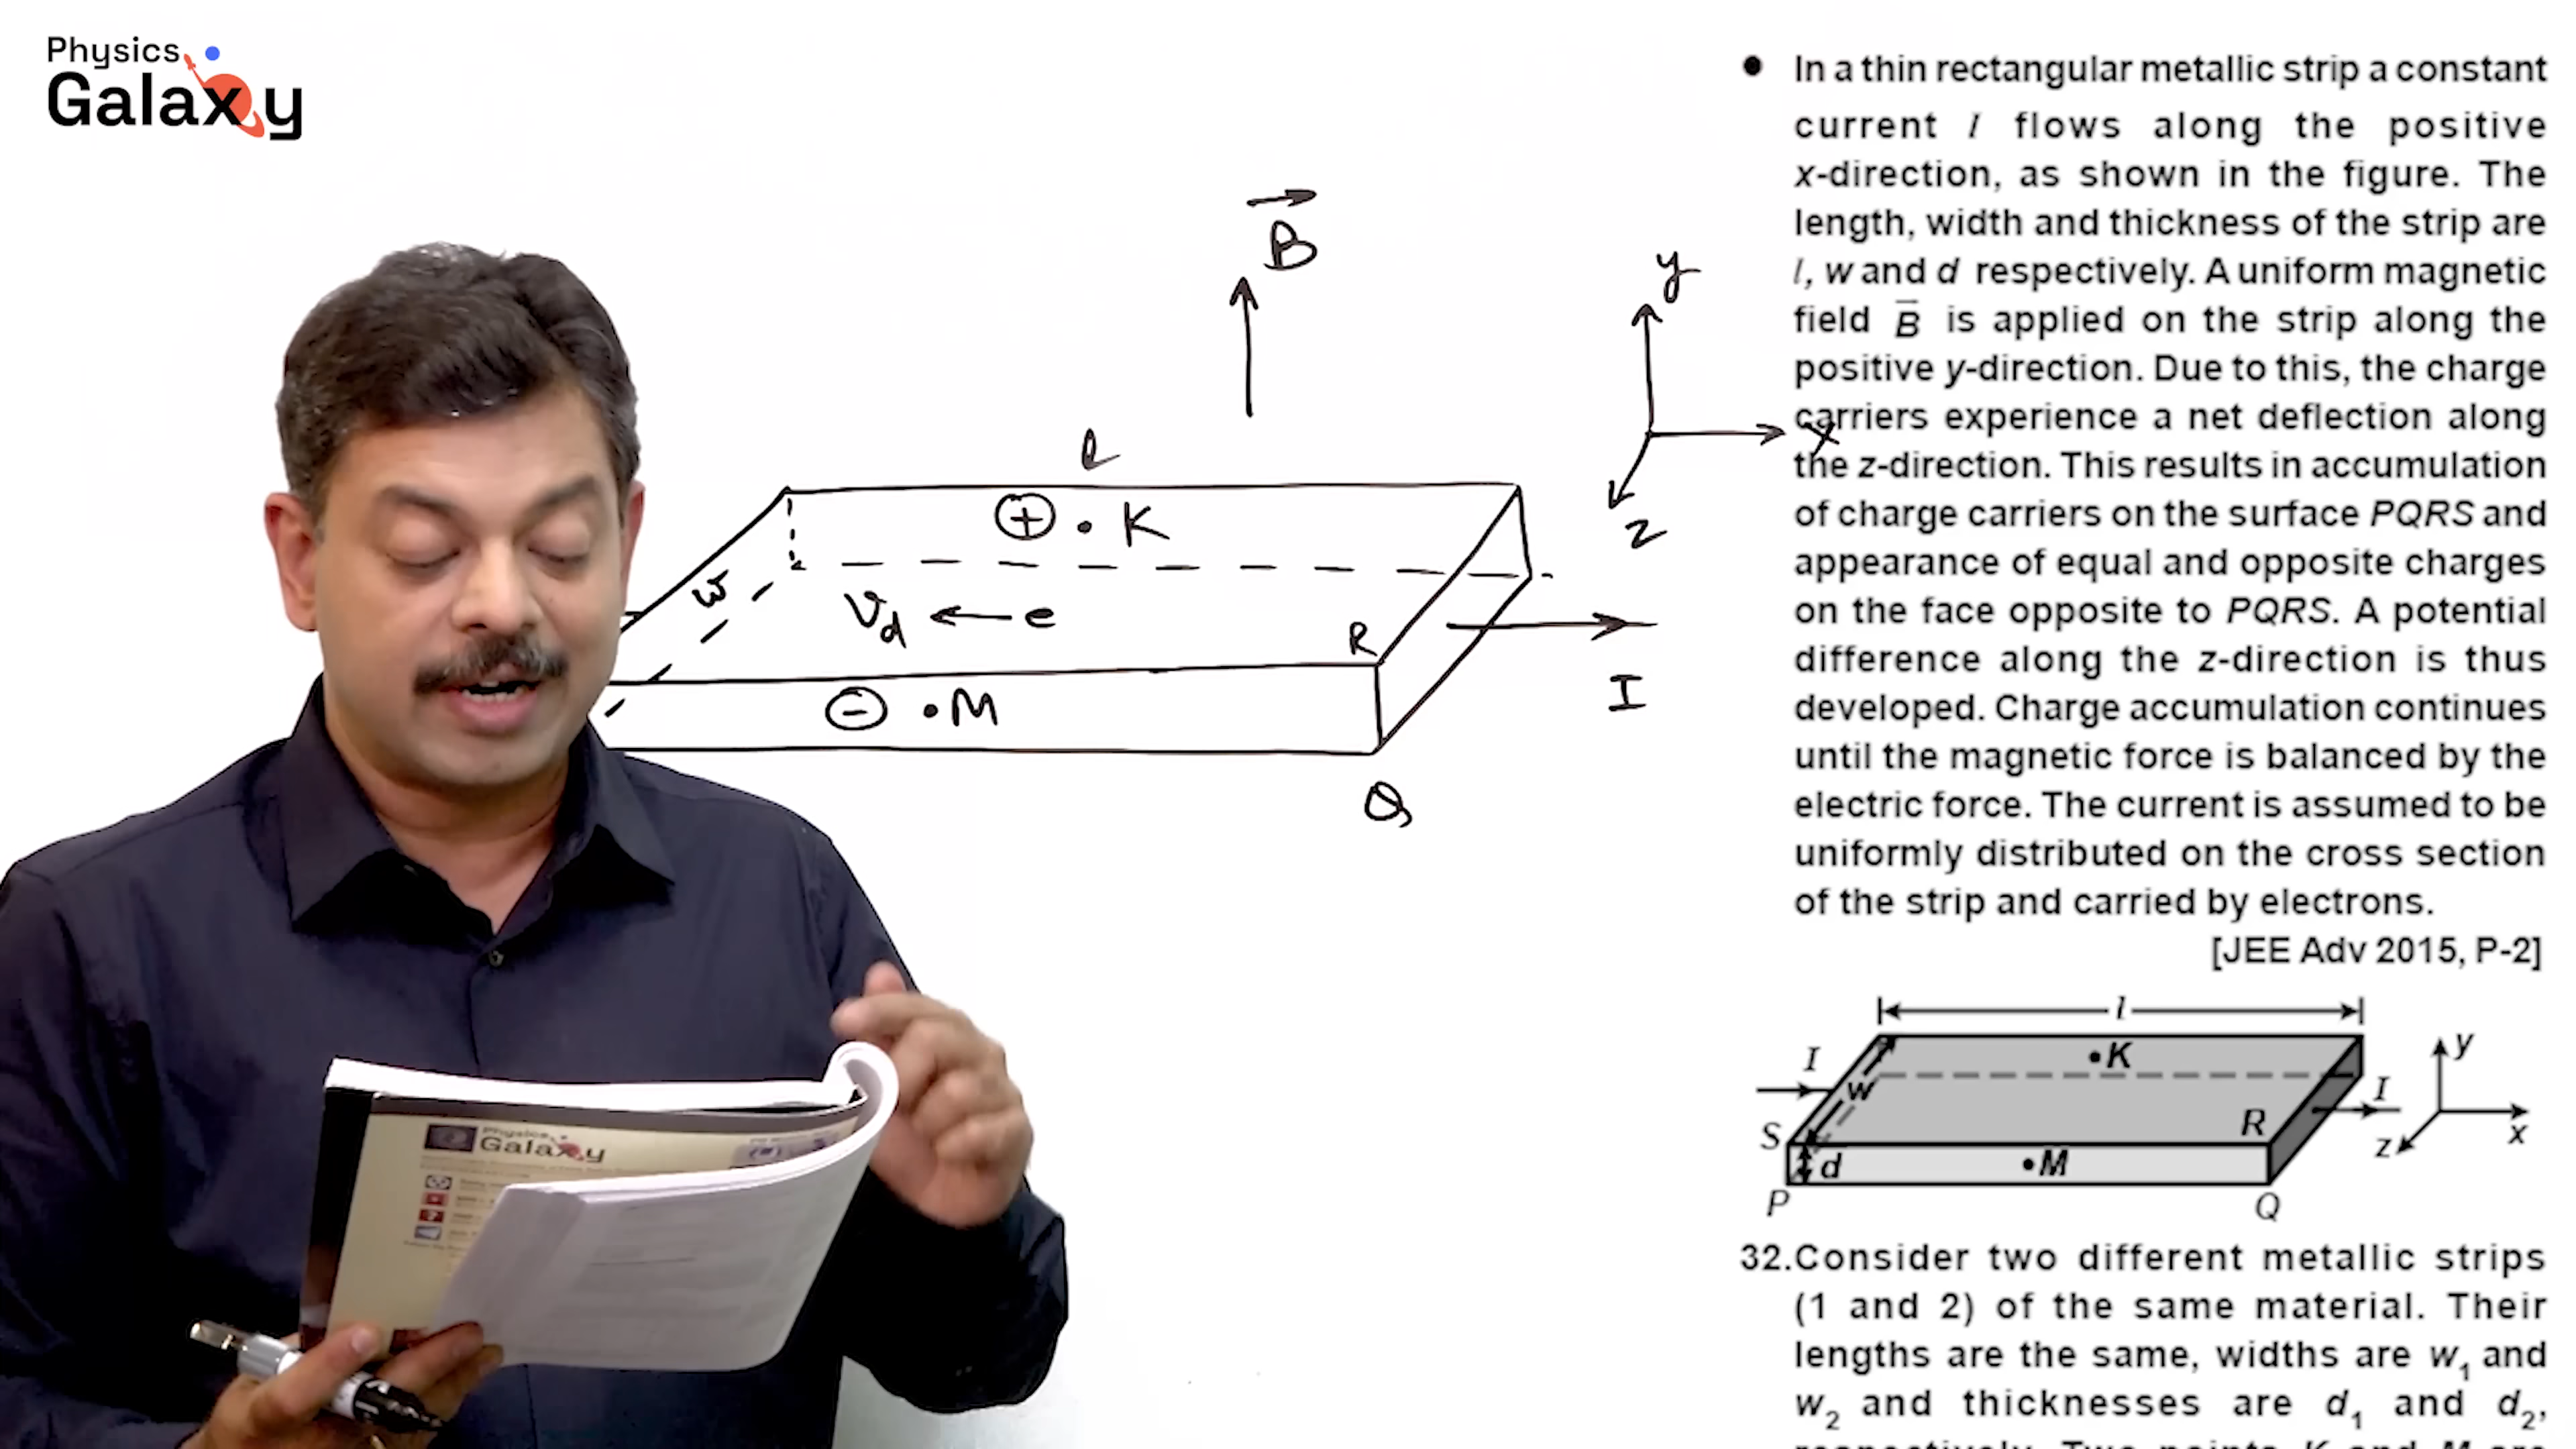 Physics
Galaxy
B
l
K
w
V_d ← e
R
M
Q
I
y
x
z
Physics
Galaxy
• In a thin rectangular metallic strip a constant
current I flows along the positive
x-direction, as shown in the figure. The
length, width and thickness of the strip are
l, w and d respectively. A uniform magnetic
field B is applied on the strip along the
positive y-direction. Due to this, the charge
carriers experience a net deflection along
the z-direction. This results in accumulation
of charge carriers on the surface PQRS and
appearance of equal and opposite charges
on the face opposite to PQRS. A potential
difference along the z-direction is thus
developed. Charge accumulation continues
until the magnetic force is balanced by the
electric force. The current is assumed to be
uniformly distributed on the cross section
of the strip and carried by electrons.
[JEE Adv 2015, P-2]
l
I
K
w
S
R
I
y
x
z
d
M
P
Q
32.Consider two different metallic strips
(1 and 2) of the same material. Their
lengths are the same, widths are w₁ and
w₂ and thicknesses are d₁ and d₂,
respectively. Two points K and M are